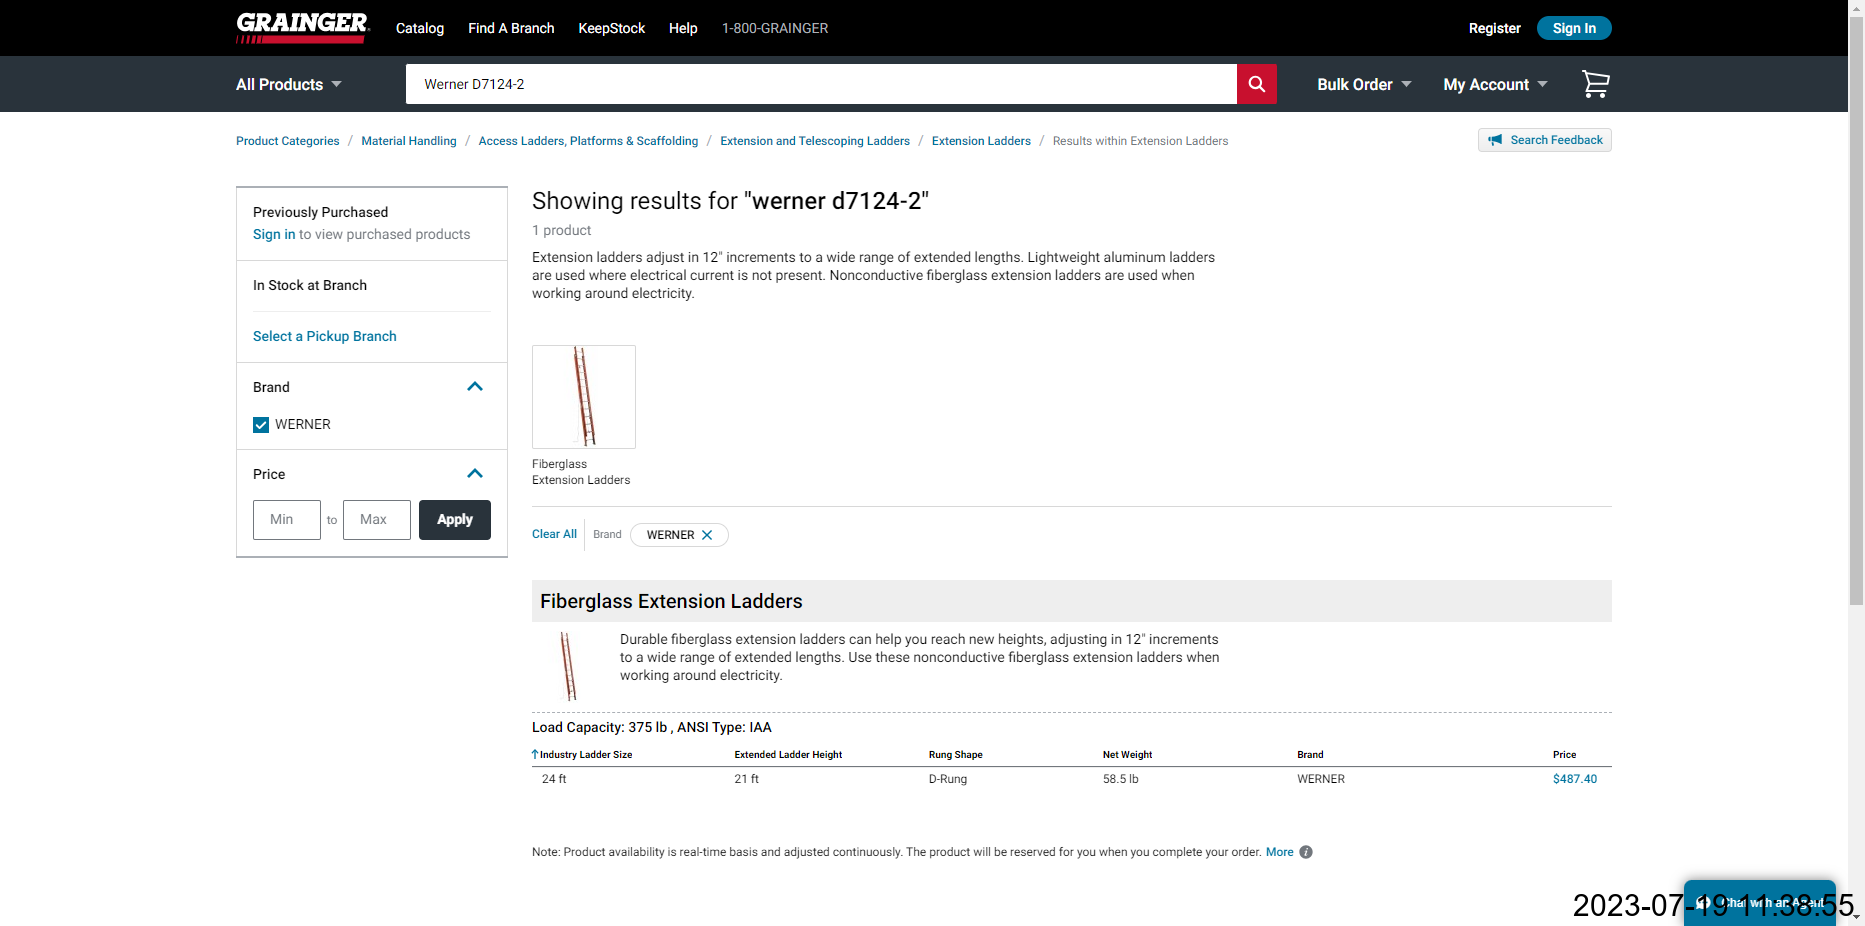 GRAINGER
Catalog Find A Branch KeepStock Help 1-800-GRAINGER Register Sign In
All Products Werner D7124-2 Bulk Order My Account
Product Categories / Material Handling / Access Ladders, Platforms & Scaffolding / Extension and Telescoping Ladders / Extension Ladders / Results within Extension Ladders
Search Feedback
Previously Purchased
Sign in to view purchased products
In Stock at Branch
Select a Pickup Branch
Brand
WERNER
Price
Min to Max Apply
Showing results for "werner d7124-2"
1 product
Extension ladders adjust in 12" increments to a wide range of extended lengths. Lightweight aluminum ladders
are used where electrical current is not present. Nonconductive fiberglass extension ladders are used when
working around electricity.
Fiberglass
Extension Ladders
Clear All Brand WERNER
Fiberglass Extension Ladders
Durable fiberglass extension ladders can help you reach new heights, adjusting in 12" increments
to a wide range of extended lengths. Use these nonconductive fiberglass extension ladders when
working around electricity.
Load Capacity: 375 lb , ANSI Type: IAA
Industry Ladder Size Extended Ladder Height Rung Shape Net Weight Brand Price
24 ft 21 ft D-Rung 58.5 lb WERNER $487.40
Note: Product availability is real-time basis and adjusted continuously. The product will be reserved for you when you complete your order. More
Chat with an Agent
2023-07-19 11:38:55